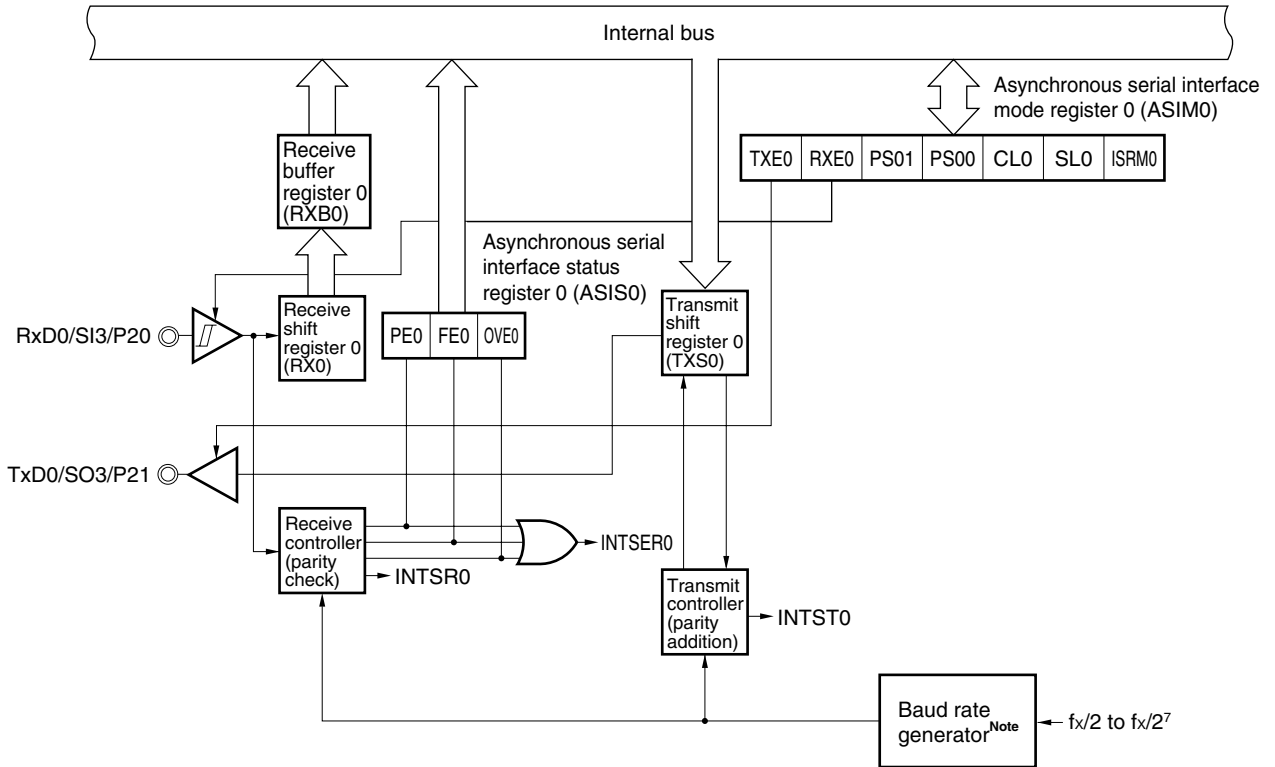 Internal bus
Asynchronous serial interface
mode register 0 (ASIM0)
TXE0 RXE0 PS01 PS00 CL0 SL0 ISRM0
Receive
buffer
register 0
(RXB0)
Asynchronous serial
interface status
register 0 (ASIS0)
RxD0/SI3/P20
Receive
shift
register 0
(RX0)
PE0 FE0 OVE0
Transmit
shift
register 0
(TXS0)
TxD0/SO3/P21
Receive
controller
(parity
check)
INTSER0
INTSR0
Transmit
controller
(parity
addition)
INTST0
Baud rate
generatorNote
fx/2 to fx/2⁷